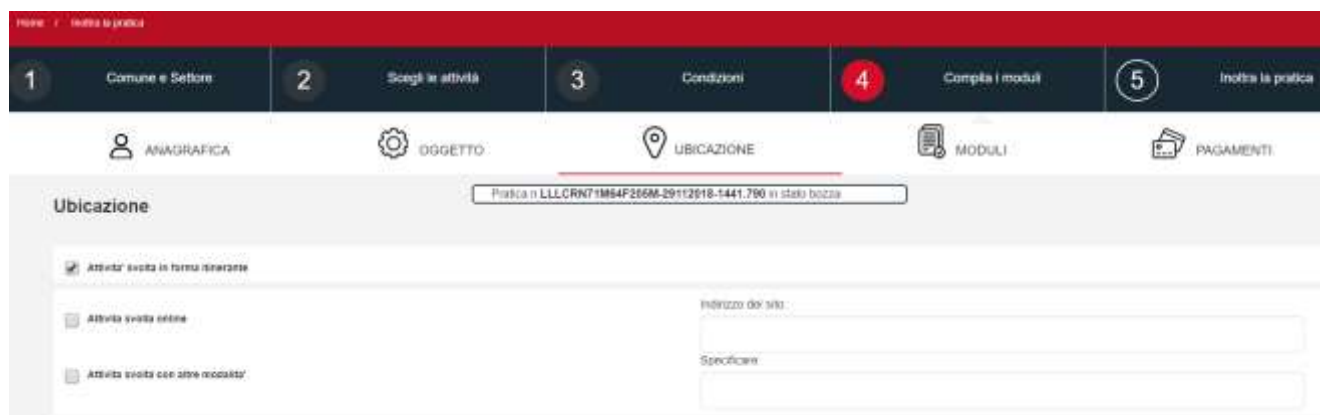 Home / Inoltra la pratica
1 Comune e Settore 2 Scegli le attività 3 Condizioni 4 Compila i moduli 5 Inoltra la pratica
ANAGRAFICA OGGETTO UBICAZIONE MODULI PAGAMENTI
Pratica n LLLCRN71M64F205M-29112018-1441.790 in stato bozza
Ubicazione
Attivita' svolta in forma itinerante
Indirizzo del sito
Attivita svolta online
Specificare
Attivita svolta con altre modalita'